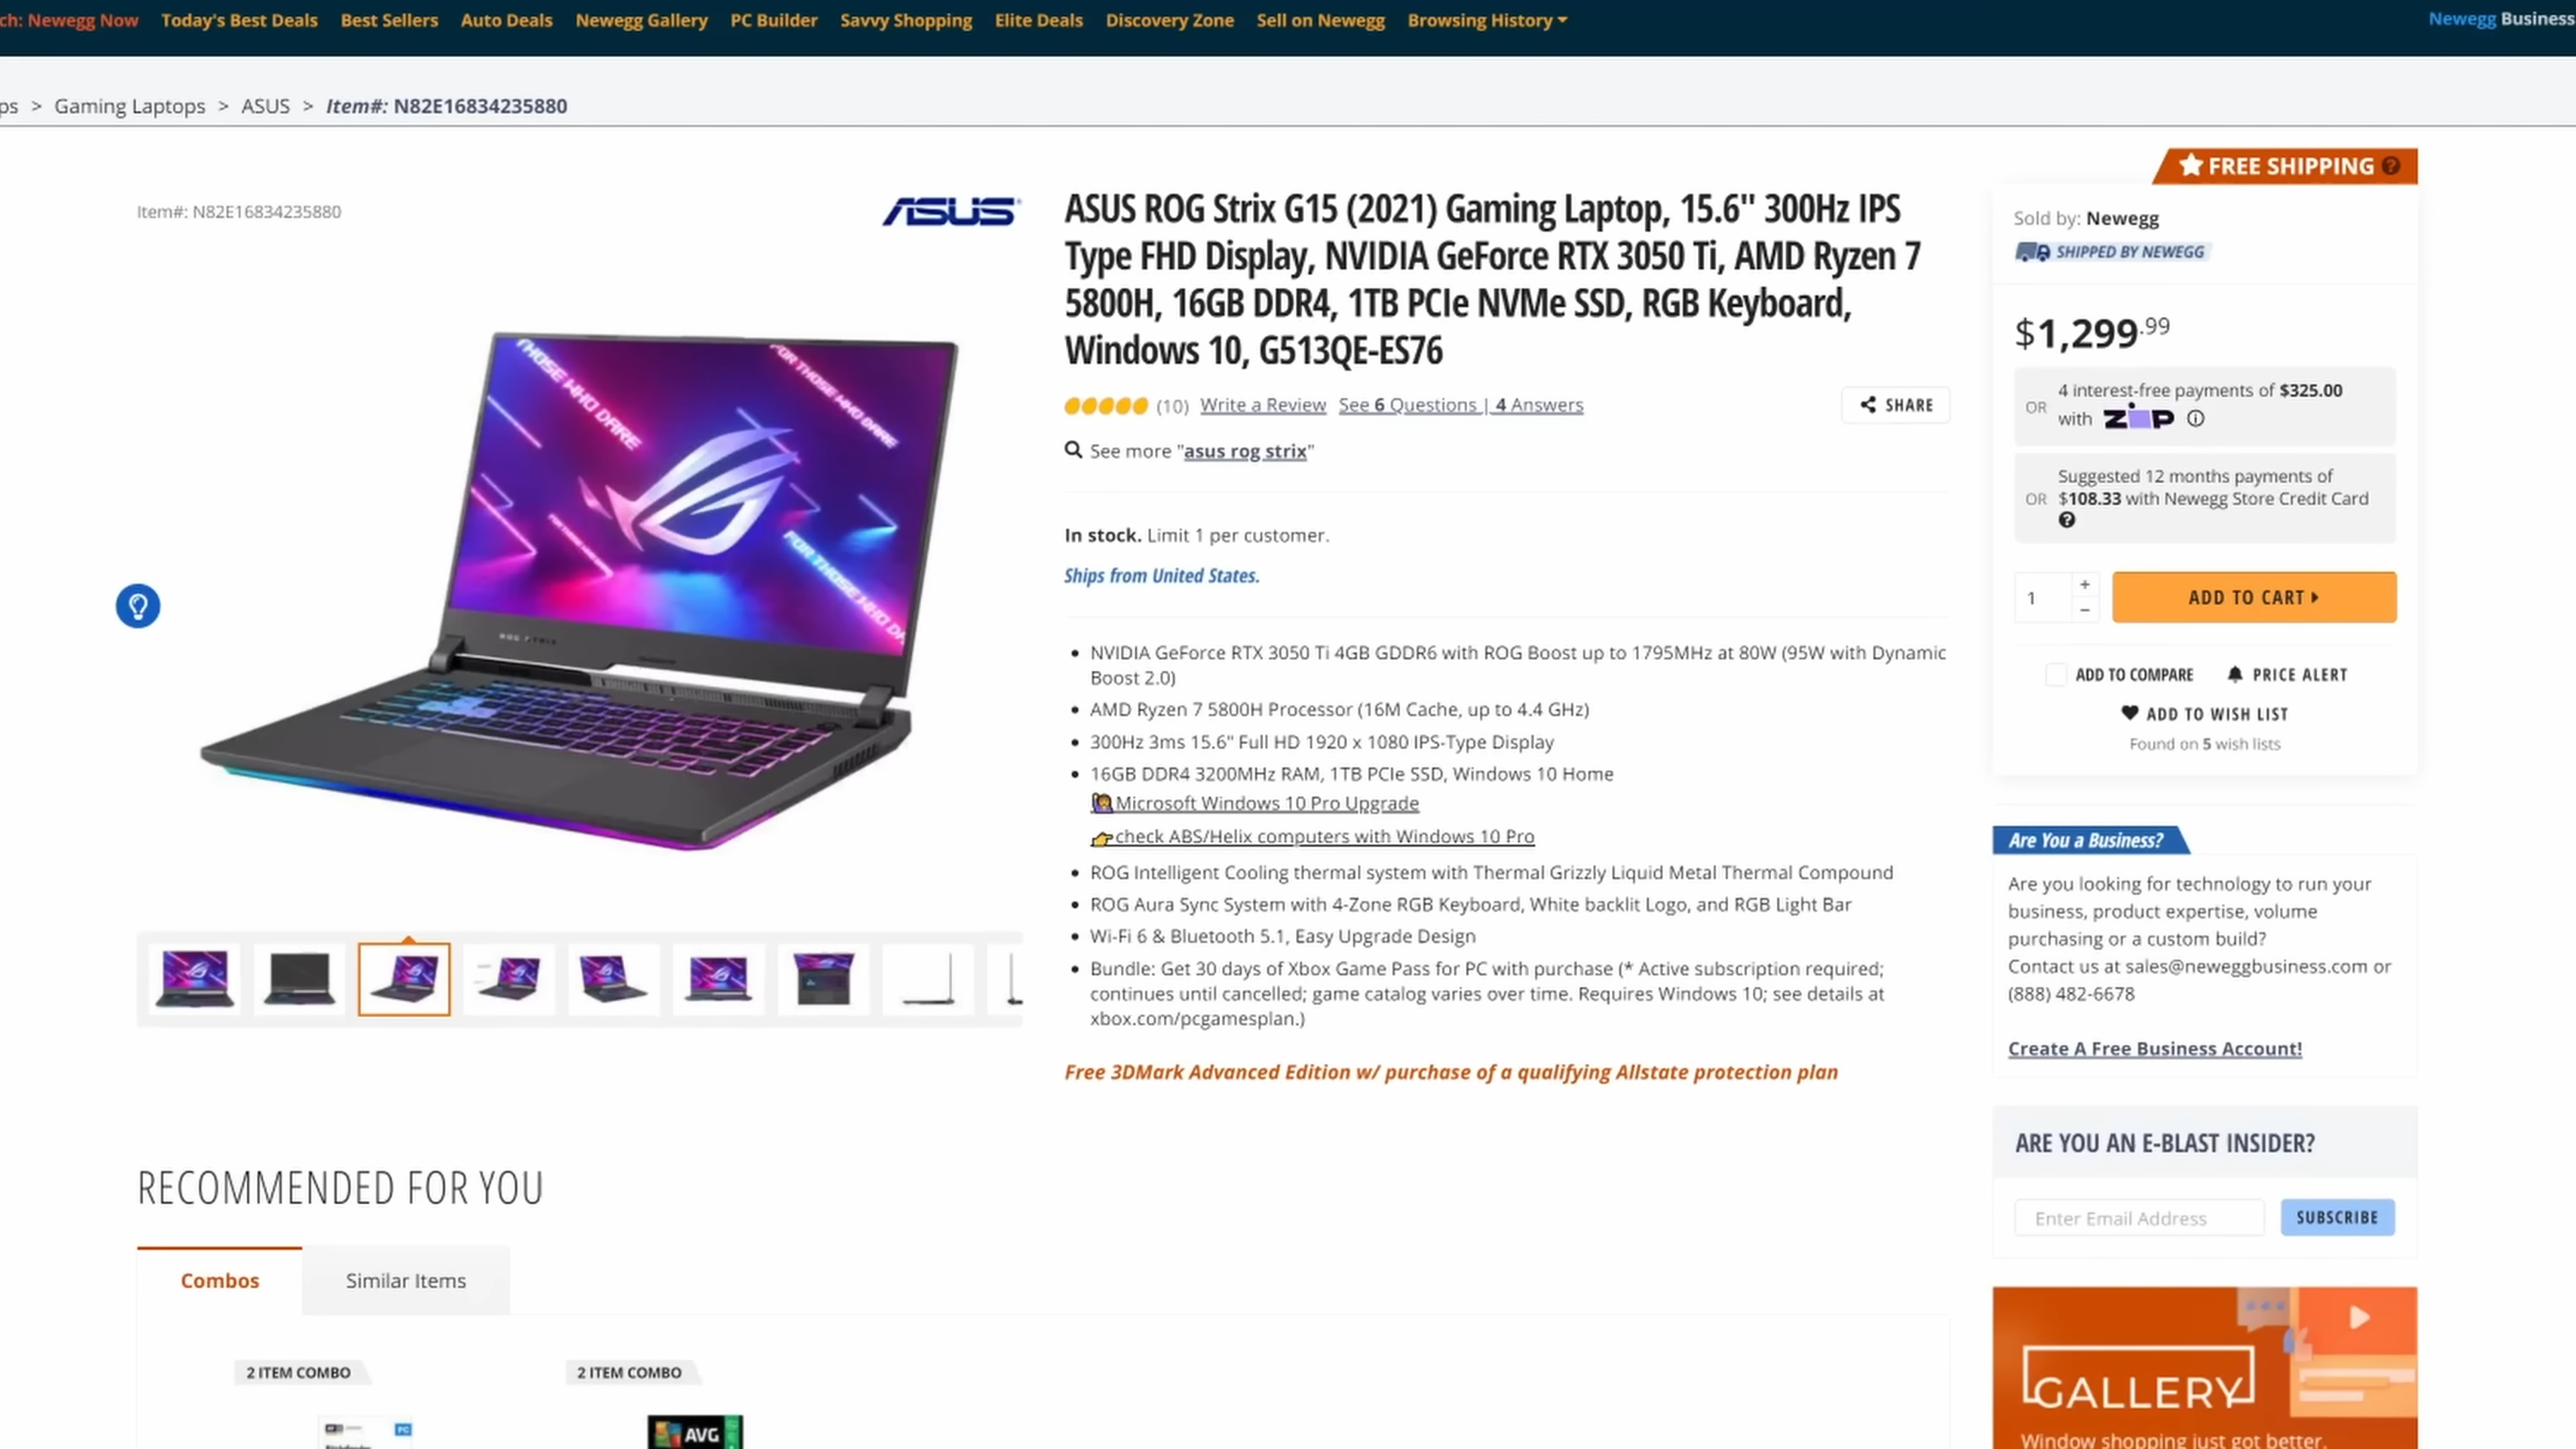 ch: Newegg Now Today's Best Deals Best Sellers Auto Deals Newegg Gallery PC Builder Savvy Shopping Elite Deals Discovery Zone Sell on Newegg Browsing History Newegg Business
ps > Gaming Laptops > ASUS > Item#: N82E16834235880
Item#: N82E16834235880
ASUS
THOSE WHO DARE
FOR THOSE WHO DARE
FOR THOSE WHO DA
ROG STRIX
ASUS ROG Strix G15 (2021) Gaming Laptop, 15.6" 300Hz IPS
Type FHD Display, NVIDIA GeForce RTX 3050 Ti, AMD Ryzen 7
5800H, 16GB DDR4, 1TB PCIe NVMe SSD, RGB Keyboard,
Windows 10, G513QE-ES76
(10) Write a Review See 6 Questions | 4 Answers
SHARE
See more "asus rog strix"
In stock. Limit 1 per customer.
Ships from United States.
• NVIDIA GeForce RTX 3050 Ti 4GB GDDR6 with ROG Boost up to 1795MHz at 80W (95W with Dynamic
Boost 2.0)
• AMD Ryzen 7 5800H Processor (16M Cache, up to 4.4 GHz)
• 300Hz 3ms 15.6" Full HD 1920 x 1080 IPS-Type Display
• 16GB DDR4 3200MHz RAM, 1TB PCIe SSD, Windows 10 Home
🙋Microsoft Windows 10 Pro Upgrade
👉check ABS/Helix computers with Windows 10 Pro
• ROG Intelligent Cooling thermal system with Thermal Grizzly Liquid Metal Thermal Compound
• ROG Aura Sync System with 4-Zone RGB Keyboard, White backlit Logo, and RGB Light Bar
• Wi-Fi 6 & Bluetooth 5.1, Easy Upgrade Design
• Bundle: Get 30 days of Xbox Game Pass for PC with purchase (* Active subscription required;
continues until cancelled; game catalog varies over time. Requires Windows 10; see details at
xbox.com/pcgamesplan.)
Free 3DMark Advanced Edition w/ purchase of a qualifying Allstate protection plan
FREE SHIPPING ?
Sold by: Newegg
SHIPPED BY NEWEGG
$1,299.99
OR 4 interest-free payments of $325.00
with ZIP
OR Suggested 12 months payments of
$108.33 with Newegg Store Credit Card
?
1 + −
ADD TO CART
ADD TO COMPARE PRICE ALERT
ADD TO WISH LIST
Found on 5 wish lists
Are You a Business?
Are you looking for technology to run your
business, product expertise, volume
purchasing or a custom build?
Contact us at sales@neweggbusiness.com or
(888) 482-6678
Create A Free Business Account!
ARE YOU AN E-BLAST INSIDER?
Enter Email Address SUBSCRIBE
GALLERY
Window shopping just got better.
RECOMMENDED FOR YOU
Combos Similar Items
2 ITEM COMBO 2 ITEM COMBO
PC
AVG